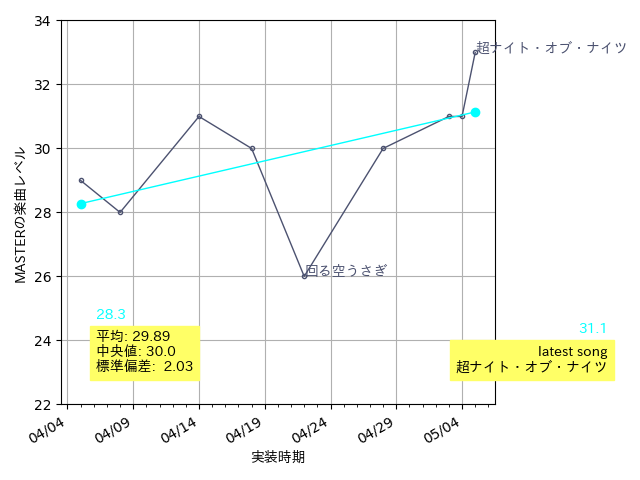 34
32
30
28
26
24
22
MASTERの楽曲レベル
超ナイト・オブ・ナイツ
回る空うさぎ
28.3
平均: 29.89
中央値: 30.0
標準偏差:  2.03
31.1
latest song
超ナイト・オブ・ナイツ
04/04
04/09
04/14
04/19
04/24
04/29
05/04
実装時期